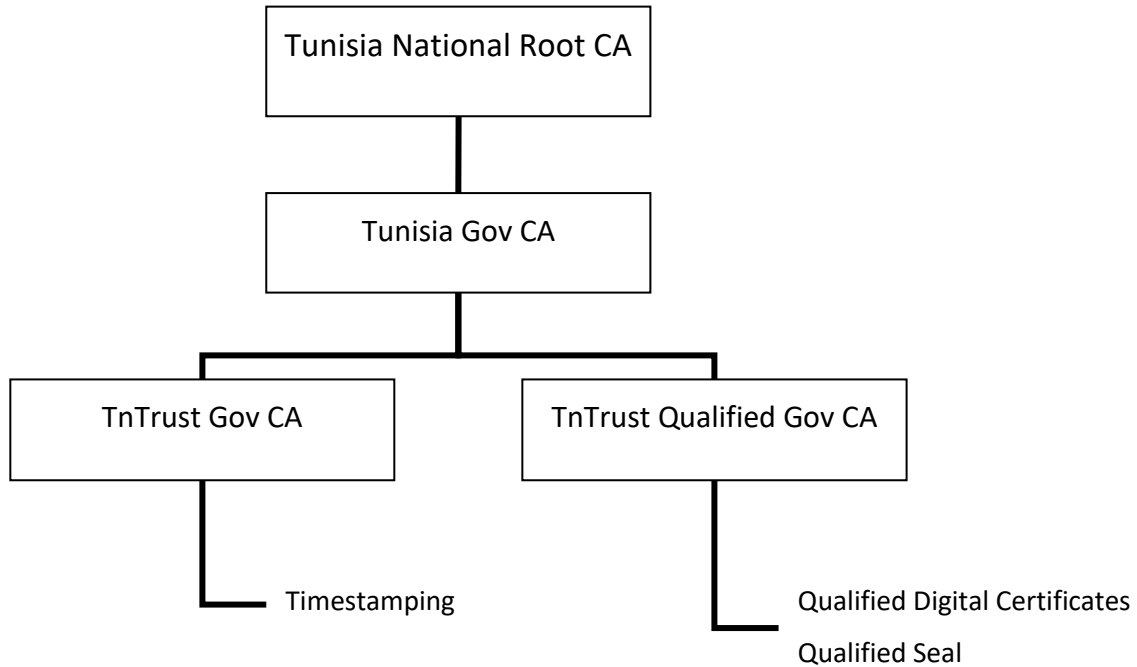 Tunisia National Root CA
Tunisia Gov CA
TnTrust Gov CA
TnTrust Qualified Gov CA
Timestamping
Qualified Digital Certificates
Qualified Seal